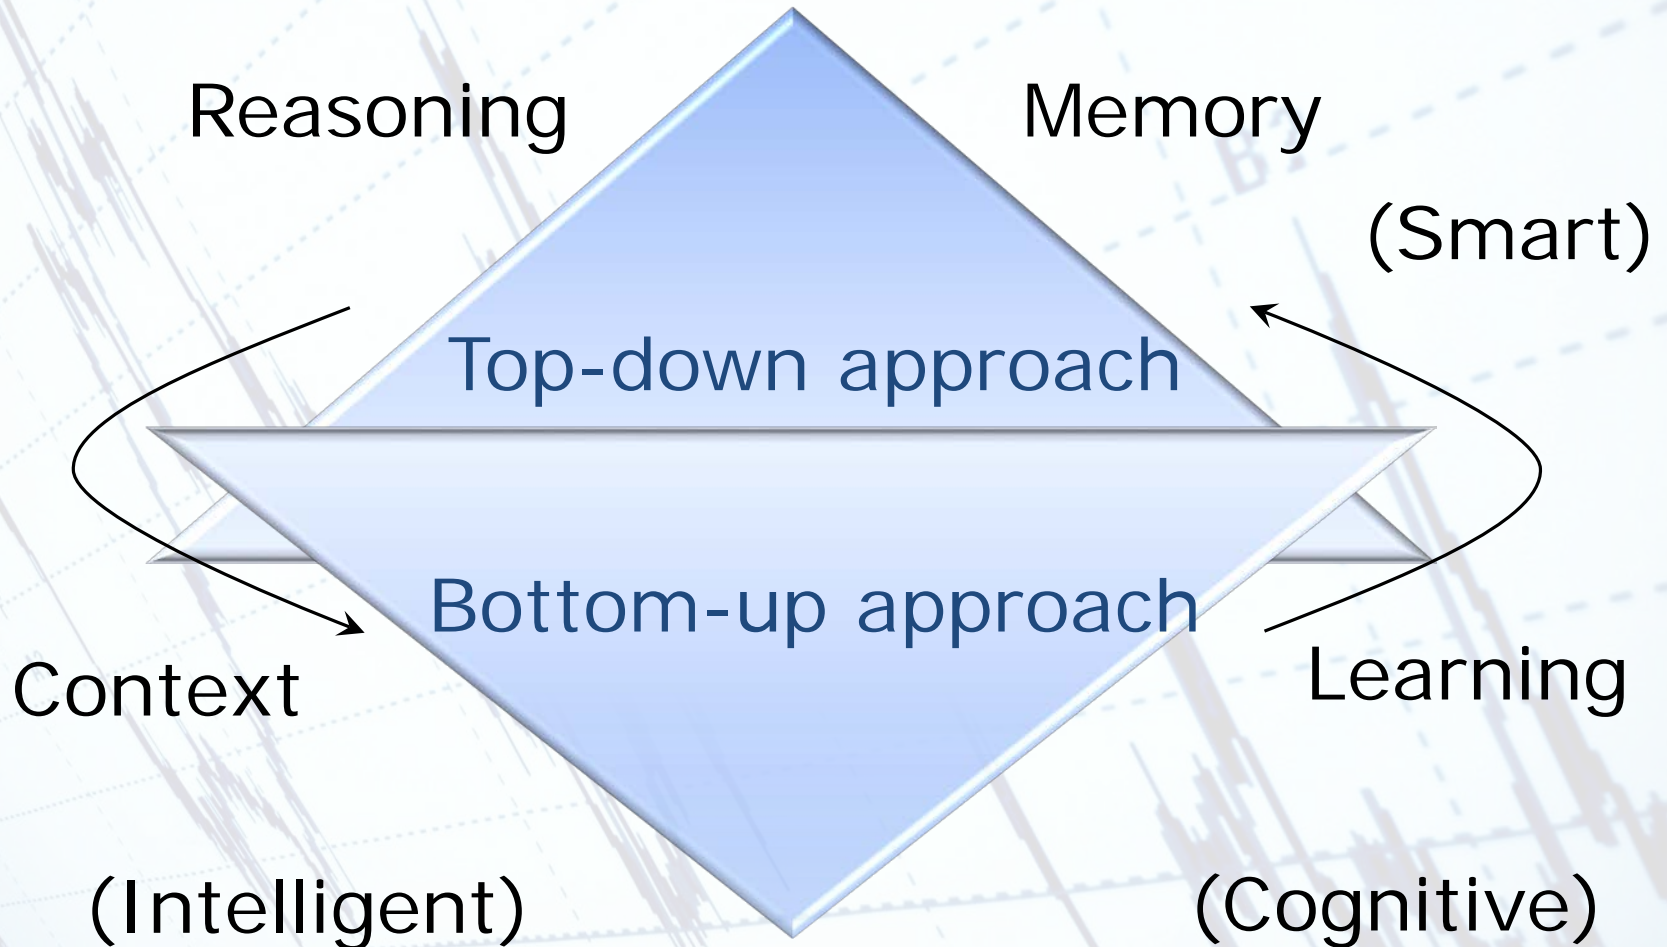 Reasoning
Memory
(Smart)
Top-down approach
Bottom-up approach
Context
Learning
(Intelligent)
(Cognitive)